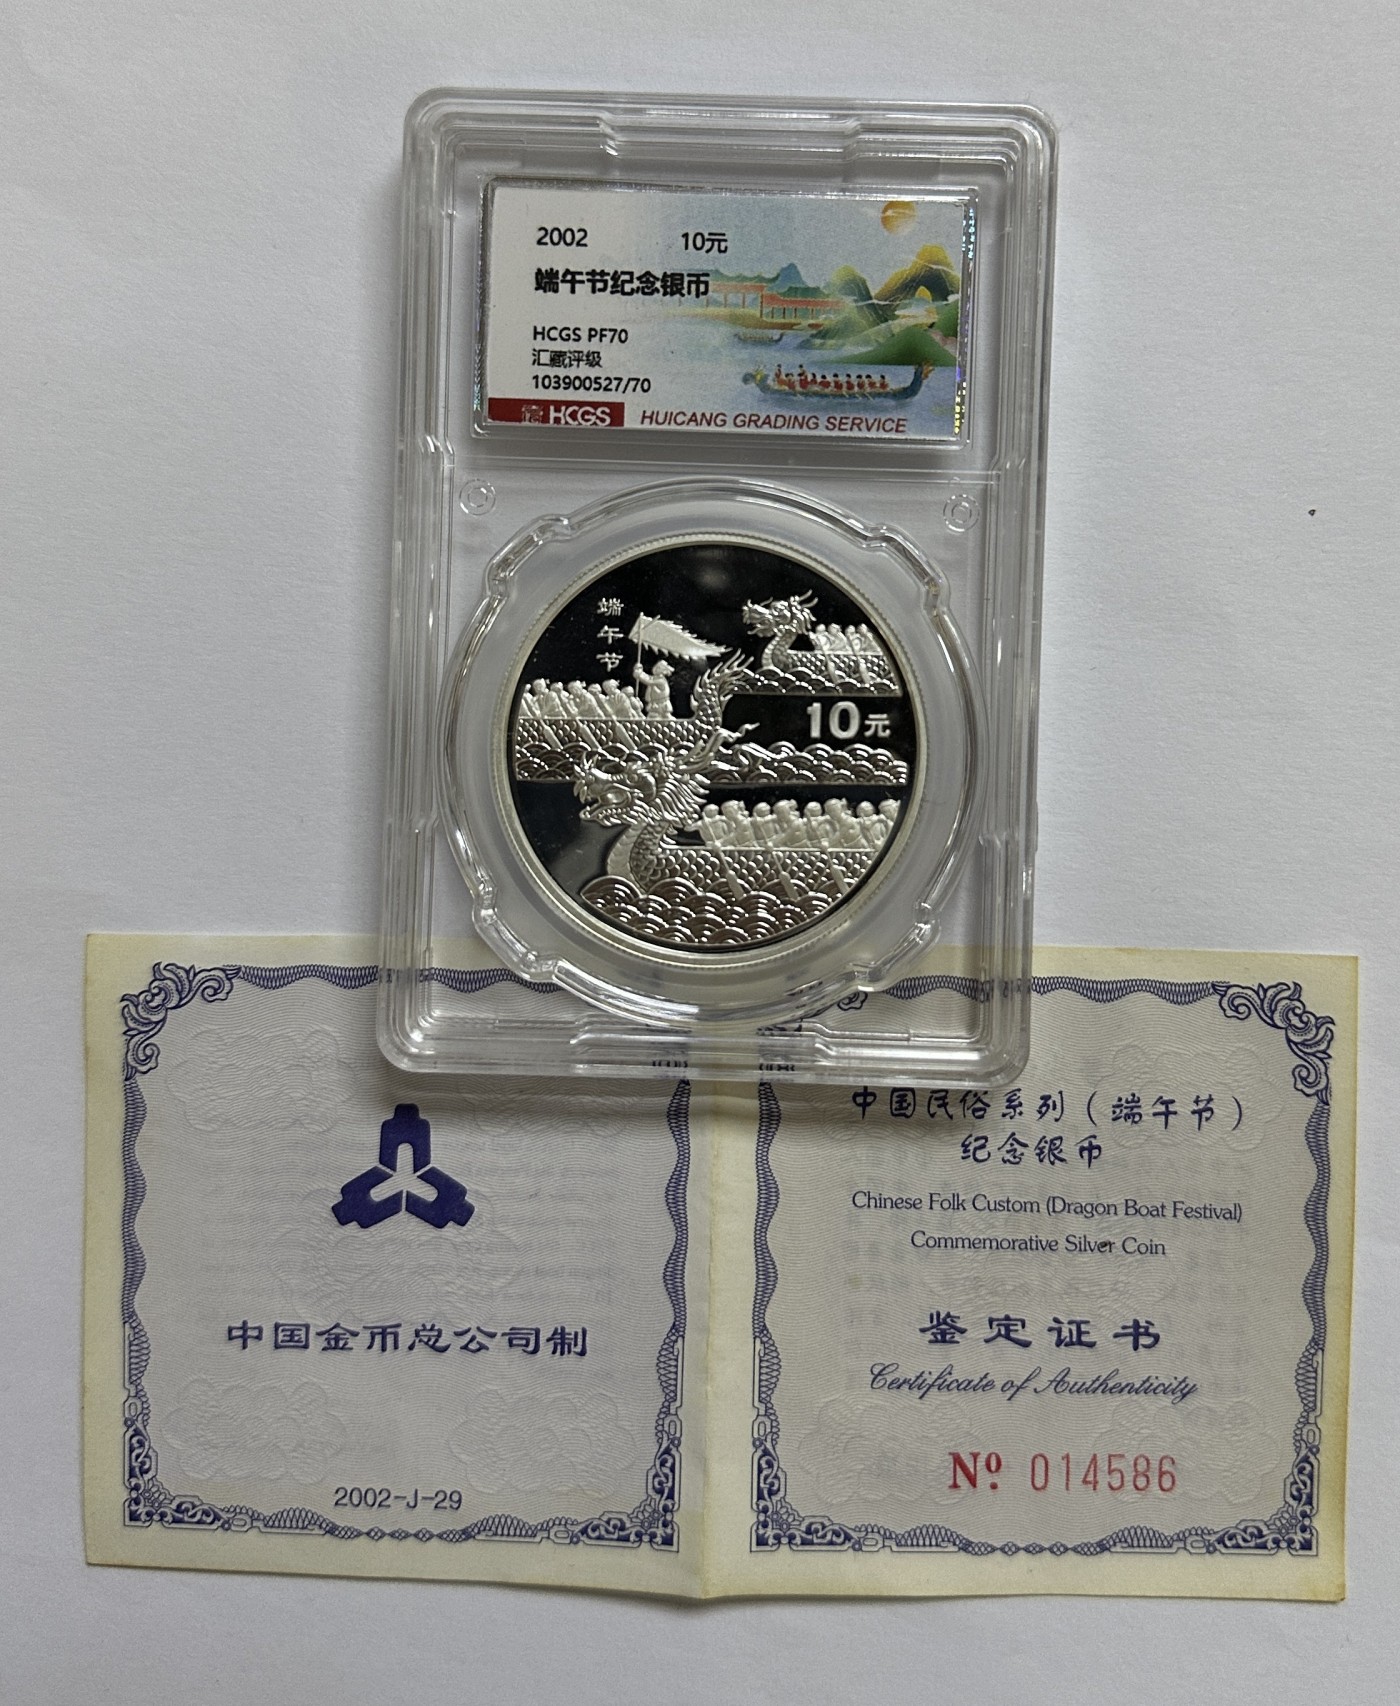 2002 10元
端午节纪念银币
HCGS PF70
汇藏评级
103900527/70
HCGS HUICANG GRADING SERVICE
端午节
10元
中国金币总公司制
2002-J-29
中国民俗系列（端午节）
纪念银币
Chinese Folk Custom (Dragon Boat Festival)
Commemorative Silver Coin
鉴定证书
Certificate of Authenticity
Nº 014586